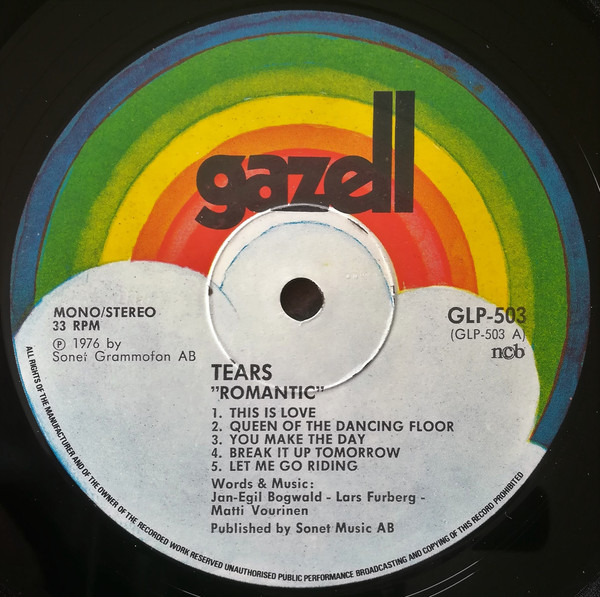 gazell
MONO/STEREO
33 RPM
℗ 1976 by
Sonet Grammofon AB
GLP-503
(GLP-503 A)
ncb
TEARS
"ROMANTIC"
1. THIS IS LOVE
2. QUEEN OF THE DANCING FLOOR
3. YOU MAKE THE DAY
4. BREAK IT UP TOMORROW
5. LET ME GO RIDING
Words & Music:
Jan-Egil Bogwald - Lars Furberg -
Matti Vourinen
Published by Sonet Music AB
ALL RIGHTS OF THE MANUFACTURER AND OF THE OWNER OF THE RECORDED WORK RESERVED UNAUTHORISED PUBLIC PERFORMANCE BROADCASTING AND COPYING OF THIS RECORD PROHIBITED